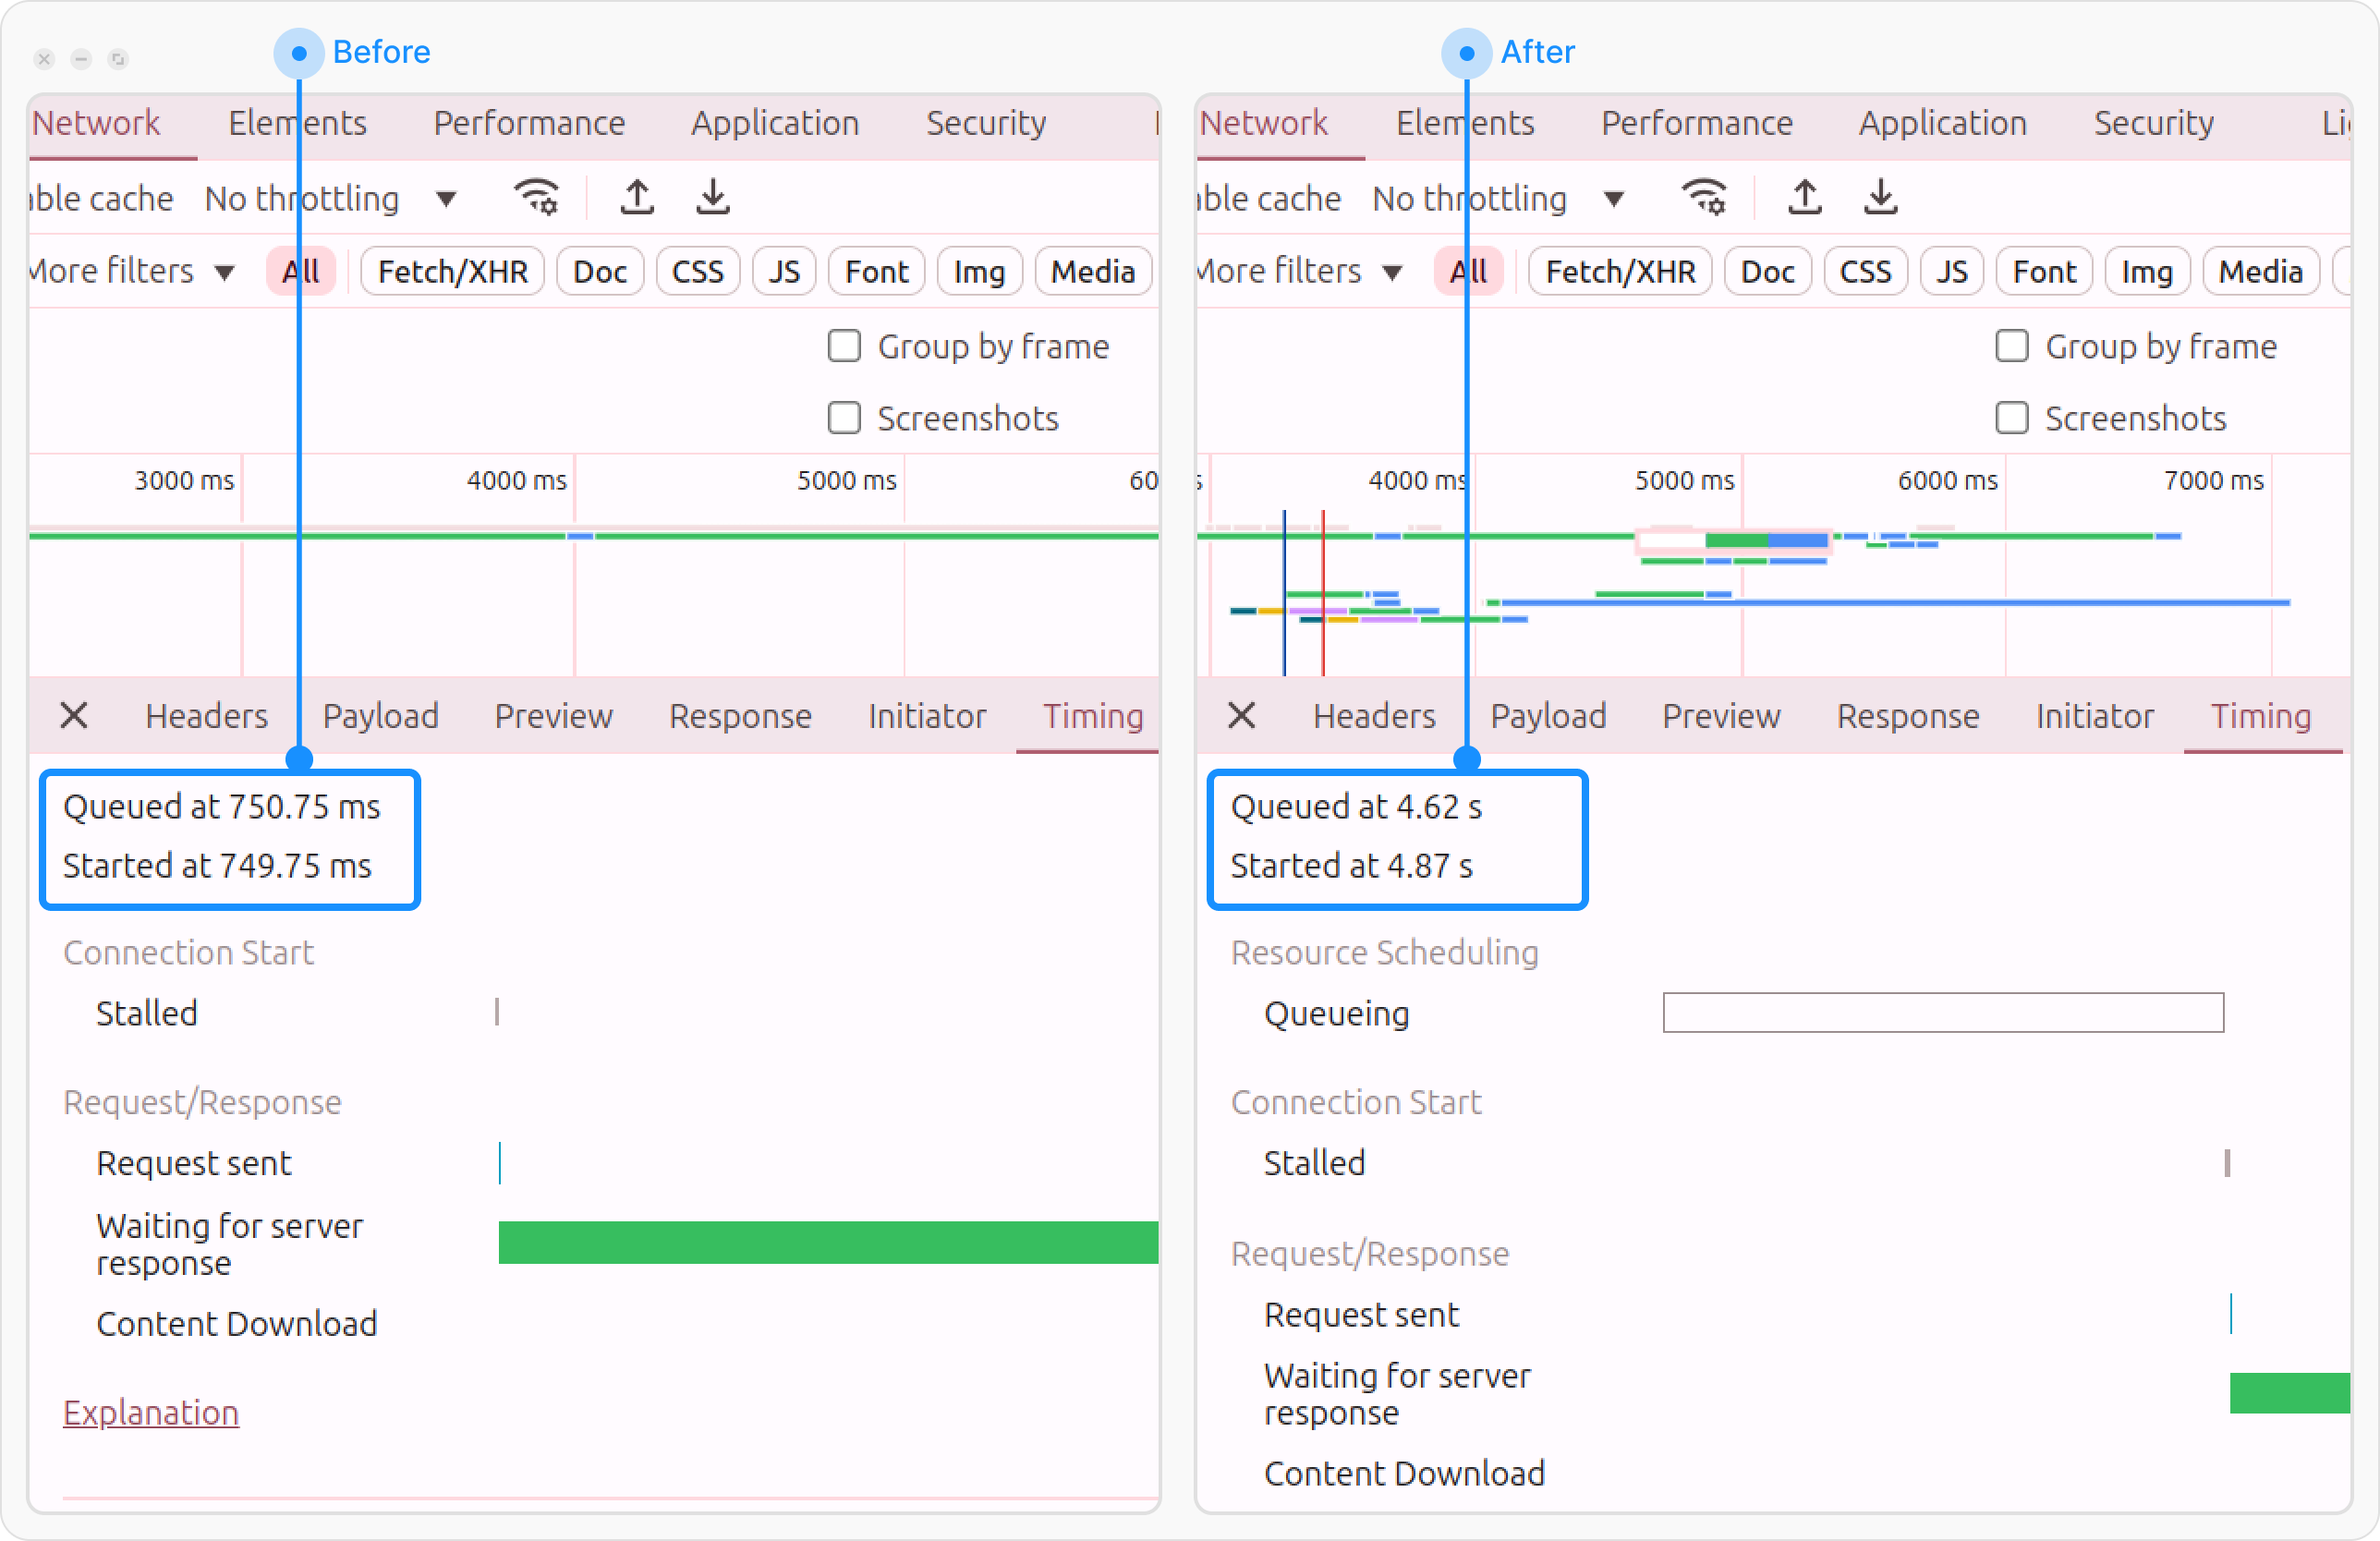 Before
Network Elements Performance Application Security
able cache No throttling
More filters All Fetch/XHR Doc CSS JS Font Img Media
Group by frame
Screenshots
3000 ms 4000 ms 5000 ms 60
Headers Payload Preview Response Initiator Timing
Queued at 750.75 ms
Started at 749.75 ms
Connection Start
Stalled
Request/Response
Request sent
Waiting for server
response
Content Download
Explanation
After
Network Elements Performance Application Security Li
able cache No throttling
More filters All Fetch/XHR Doc CSS JS Font Img Media
Group by frame
Screenshots
s 4000 ms 5000 ms 6000 ms 7000 ms
Headers Payload Preview Response Initiator Timing
Queued at 4.62 s
Started at 4.87 s
Resource Scheduling
Queueing
Connection Start
Stalled
Request/Response
Request sent
Waiting for server
response
Content Download